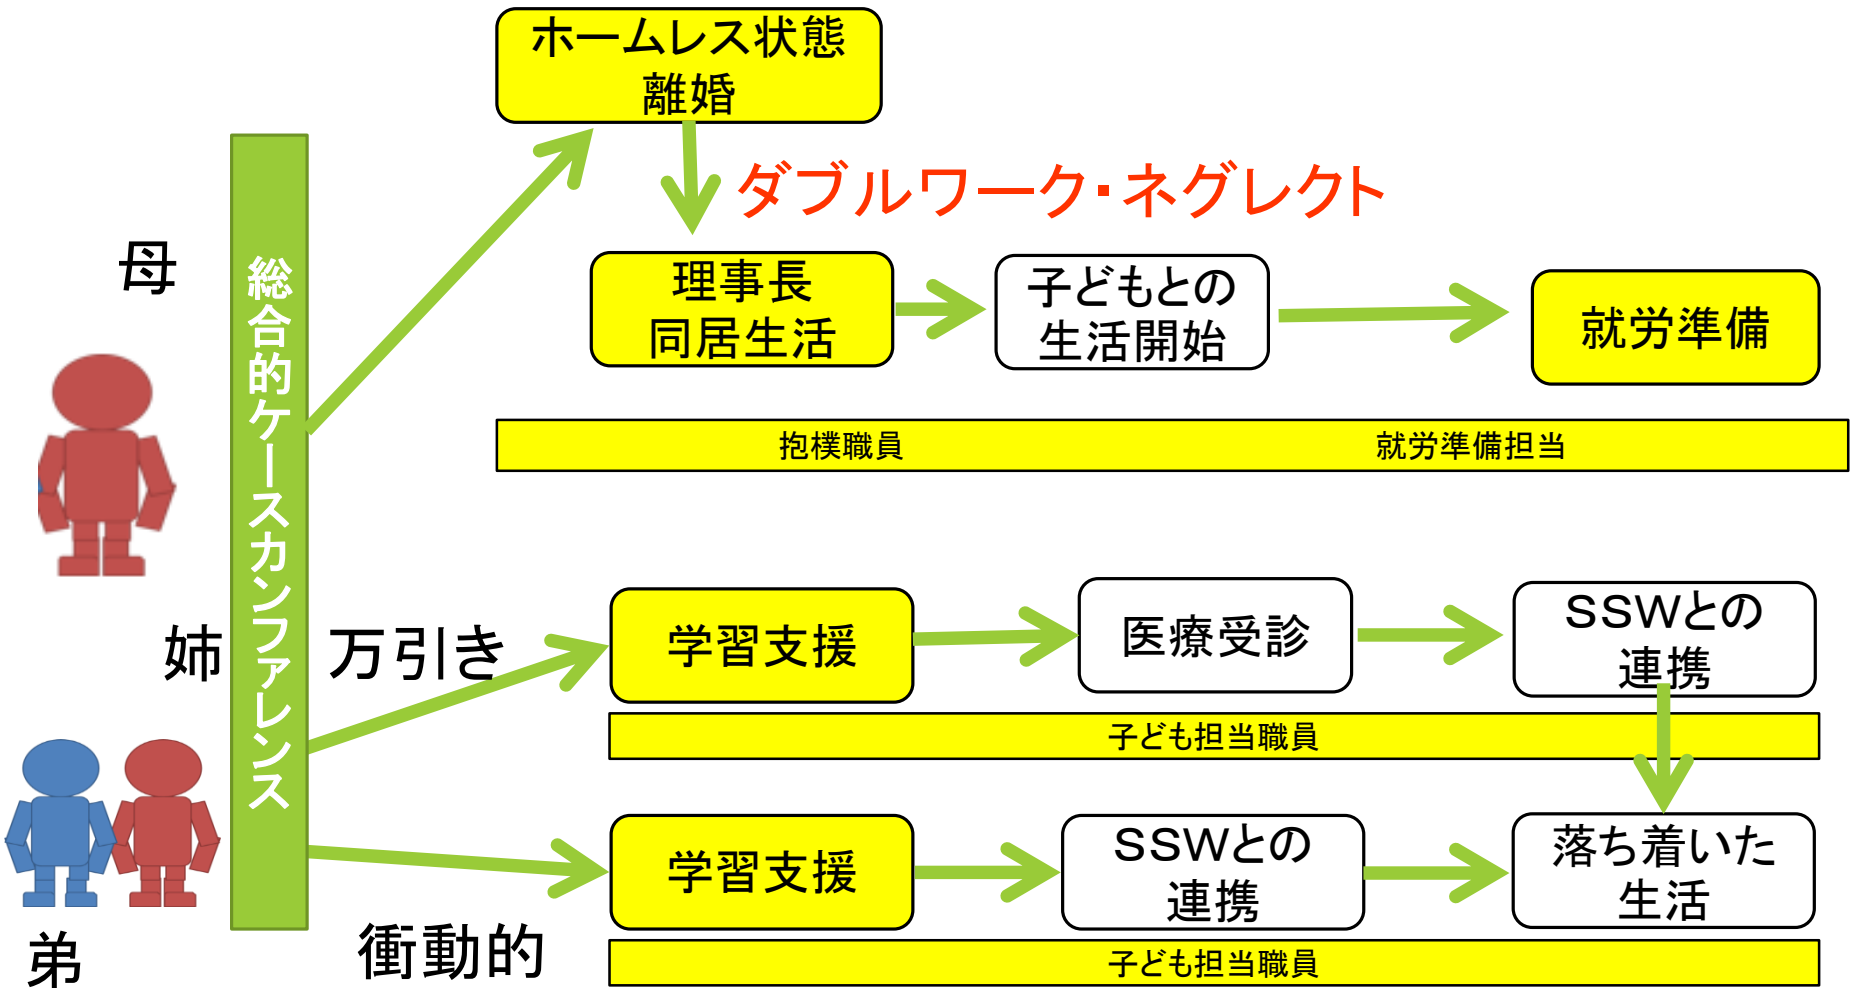 ホームレス状態
離婚
ダブルワーク・ネグレクト
母
総合的ケースカンファレンス
理事長
同居生活
子どもとの
生活開始
就労準備
抱樸職員
就労準備担当
姉
万引き
学習支援
医療受診
SSWとの
連携
子ども担当職員
弟
衝動的
学習支援
SSWとの
連携
落ち着いた
生活
子ども担当職員